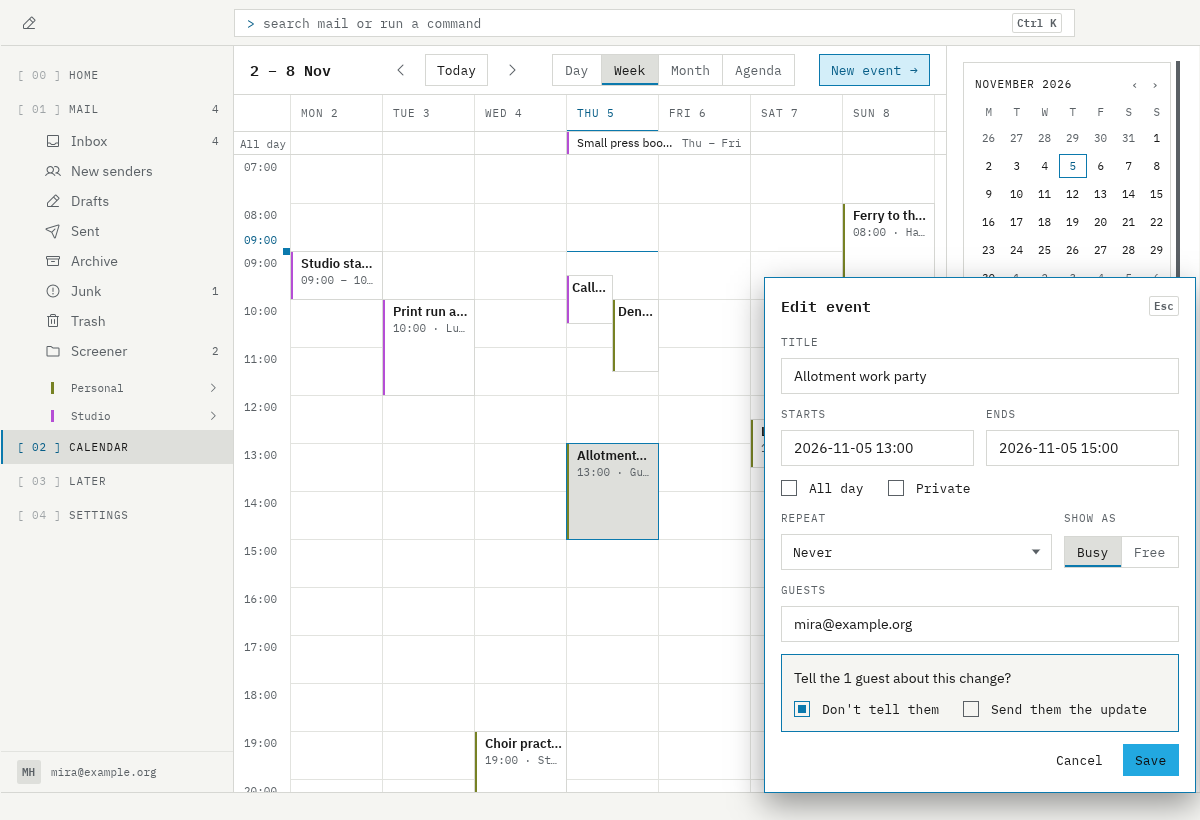 > search mail or run a command Ctrl K
[ 00 ] HOME
[ 01 ] MAIL 4
Inbox 4
New senders
Drafts
Sent
Archive
Junk 1
Trash
Screener 2
Personal
Studio
[ 02 ] CALENDAR
[ 03 ] LATER
[ 04 ] SETTINGS
MH mira@example.org
2 – 8 Nov
Today
Day Week Month Agenda
New event →
MON 2 TUE 3 WED 4 THU 5 FRI 6 SAT 7 SUN 8
All day
Small press boo… Thu – Fri
07:00
08:00
09:00
09:00
10:00
11:00
12:00
13:00
14:00
15:00
16:00
17:00
18:00
19:00
20:00
Studio sta…
09:00 – 10…
Print run a…
10:00 · Lu…
Choir pract…
19:00 · St…
Call…
Den…
Allotment…
13:00 · Gu…
Ferry to th…
08:00 · Ha…
NOVEMBER 2026 ‹ ›
M T W T F S S
26 27 28 29 30 31 1
2 3 4 5 6 7 8
9 10 11 12 13 14 15
16 17 18 19 20 21 22
23 24 25 26 27 28 29
30 1 2 3 4 5 6
Edit event Esc
TITLE
Allotment work party
STARTS ENDS
2026-11-05 13:00 2026-11-05 15:00
All day Private
REPEAT SHOW AS
Never Busy Free
GUESTS
mira@example.org
Tell the 1 guest about this change?
Don't tell them Send them the update
Cancel Save